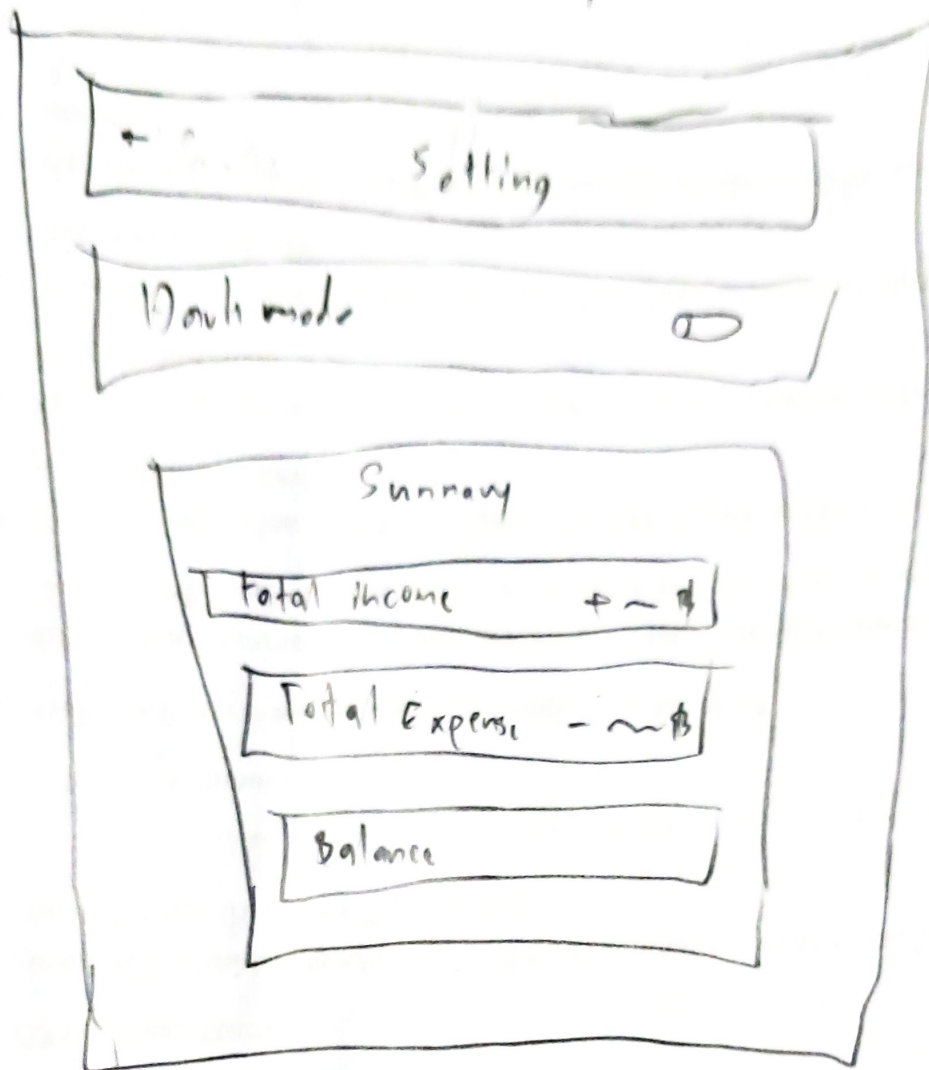 ← Setting
Dark mode
Summary
Total income + ~ ฿
Total Expense - ~ ฿
Balance